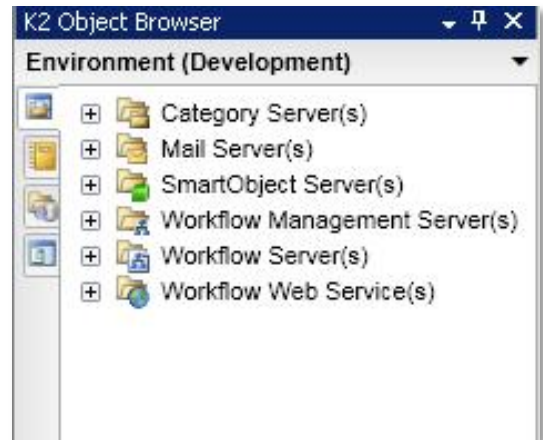 K2 Object Browser
Environment (Development)
Category Server(s)
Mail Server(s)
SmartObject Server(s)
Workflow Management Server(s)
Workflow Server(s)
Workflow Web Service(s)